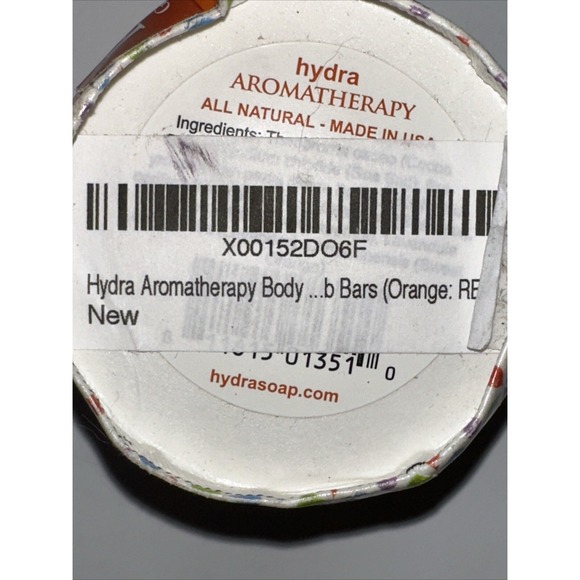 hydra
AROMATHERAPY
ALL NATURAL - MADE IN USA
Ingredients:
X00152DO6F
Hydra Aromatherapy Body ...b Bars (Orange: RE
New
01351 0
hydrasoap.com